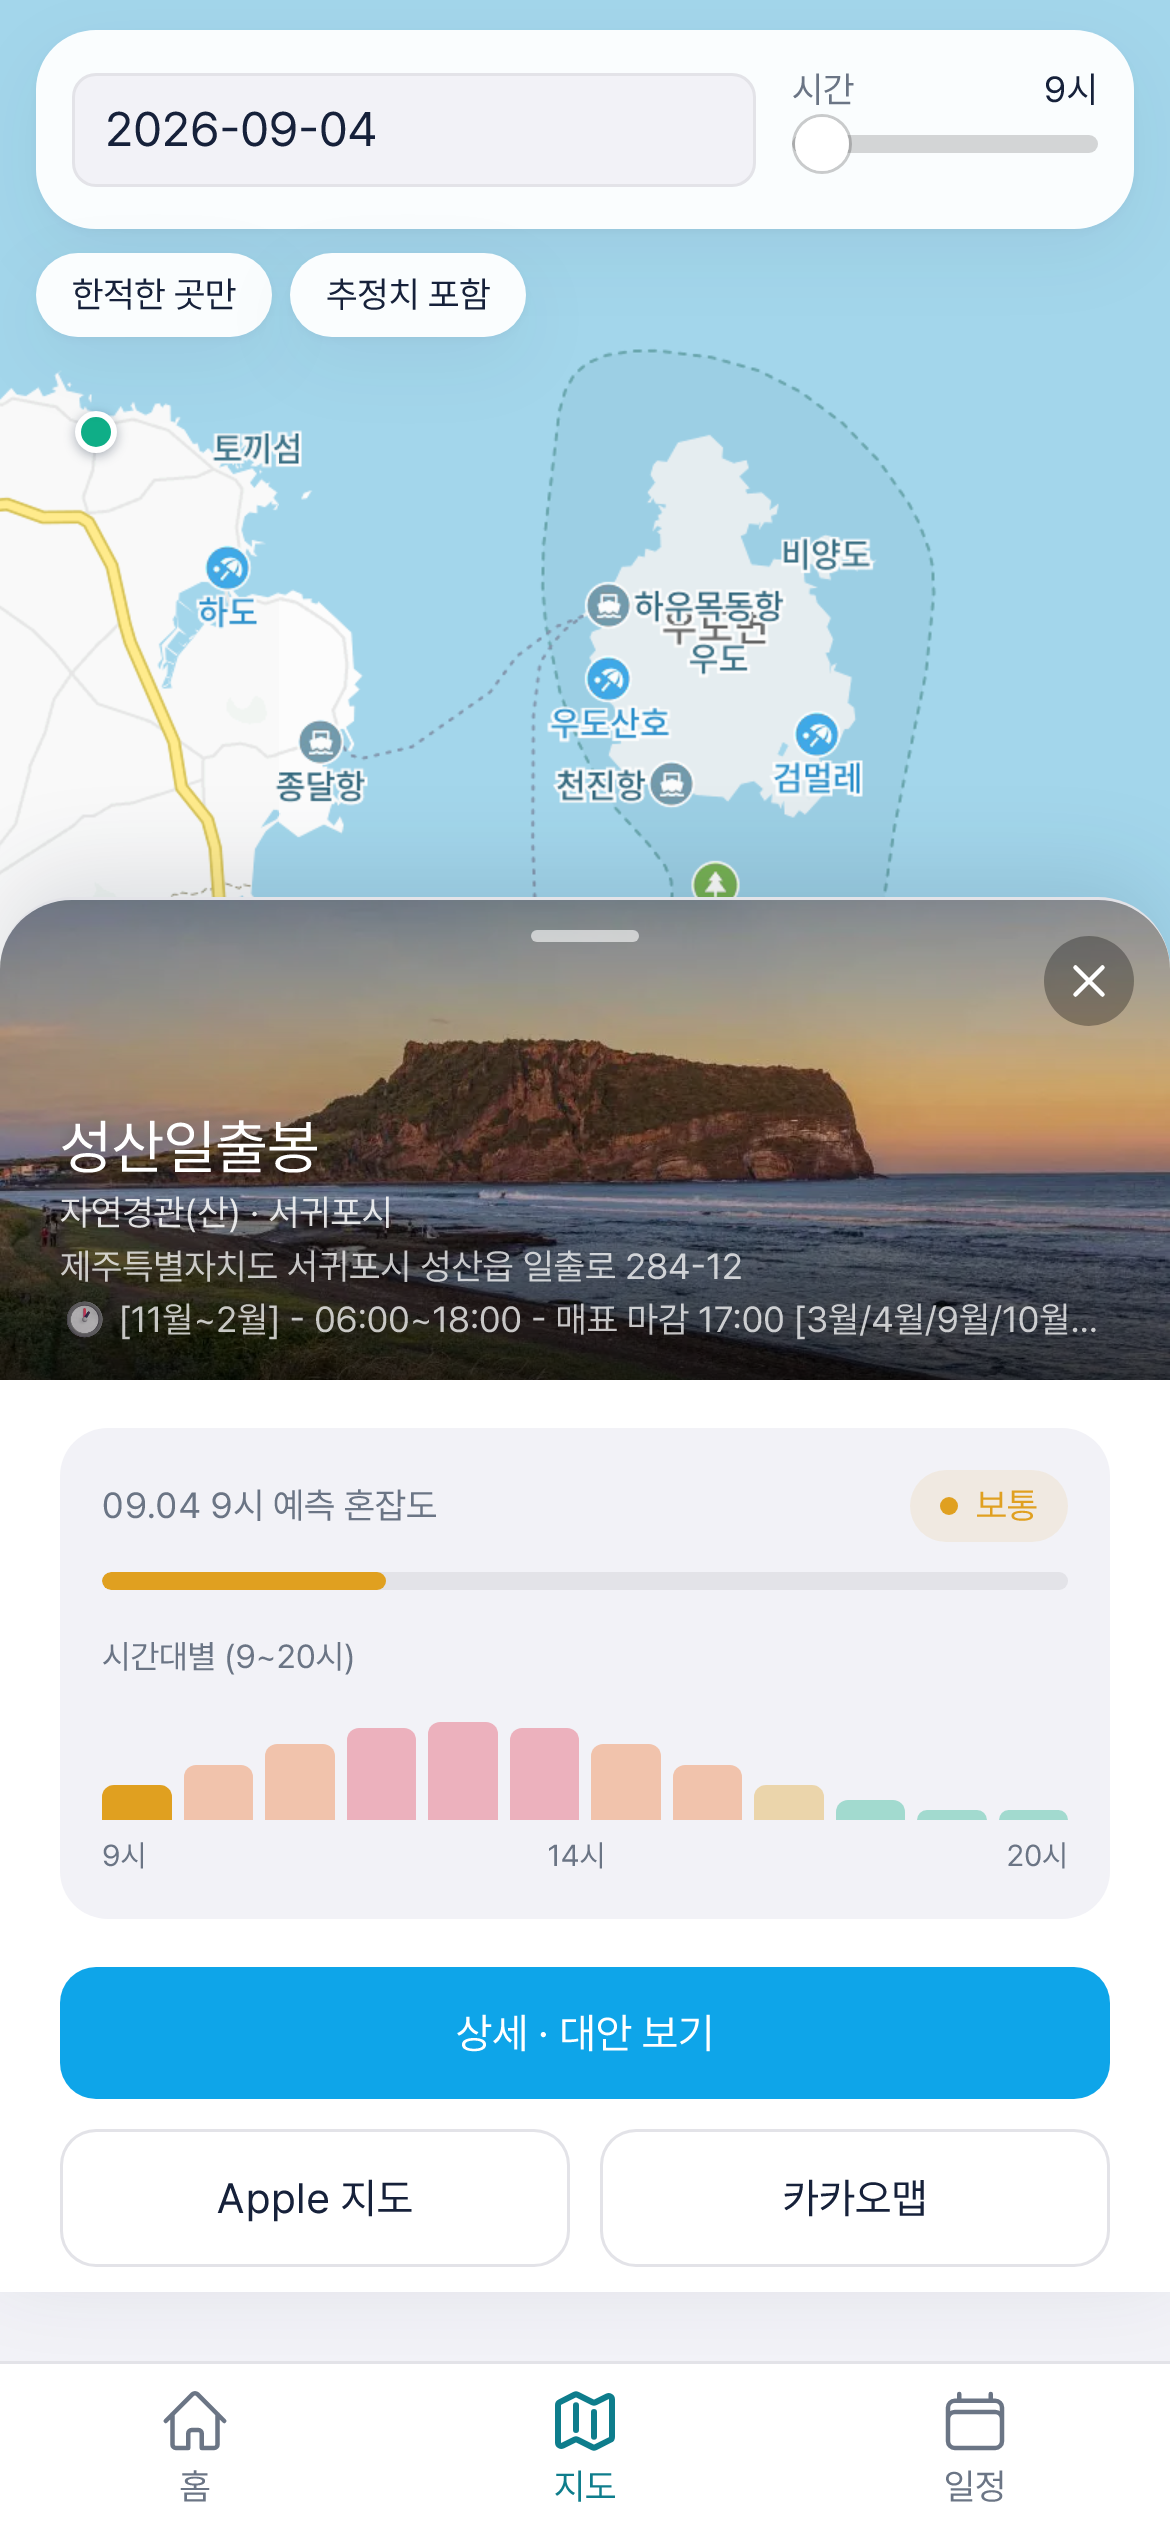 시간 9시
2026-09-04
한적한 곳만 추정치 포함
토끼섬
비양도
하도
하우목동항
우도면
우도
우도산호
종달항
천진항
검멀레
성산일출봉
자연경관(산) · 서귀포시
제주특별자치도 서귀포시 성산읍 일출로 284-12
[11월~2월] - 06:00~18:00 - 매표 마감 17:00 [3월/4월/9월/10월...
09.04 9시 예측 혼잡도 보통
시간대별 (9~20시)
9시 14시 20시
상세 · 대안 보기
Apple 지도 카카오맵
홈 지도 일정